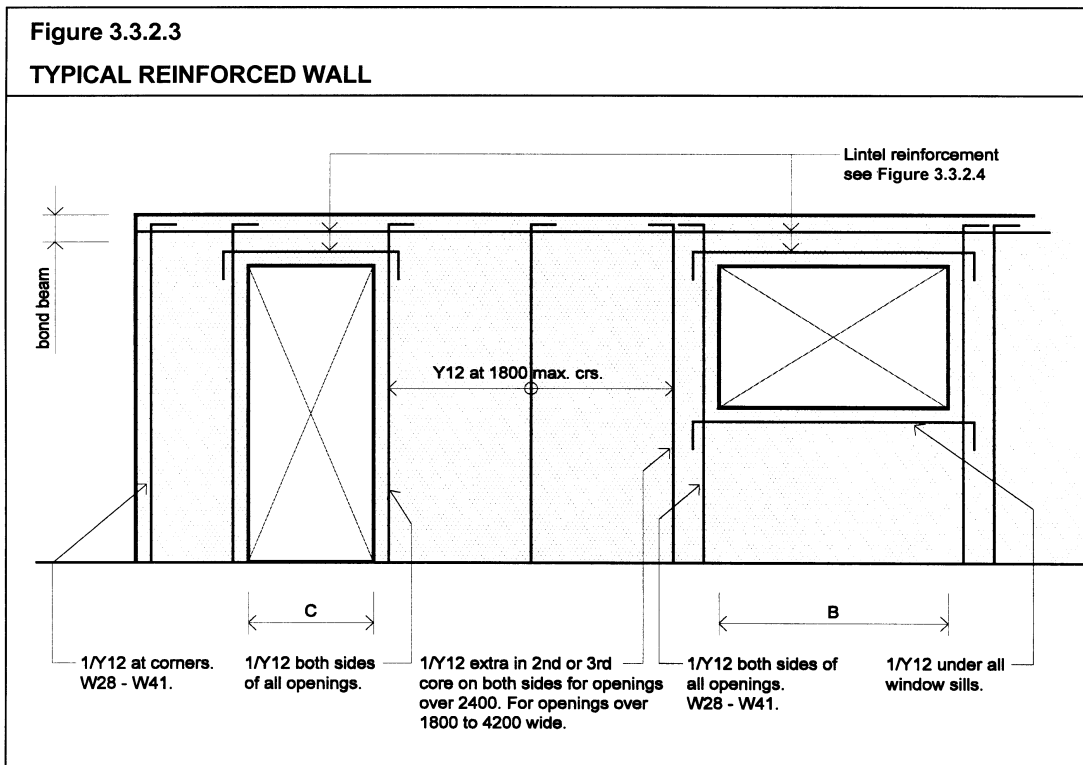 Figure 3.3.2.3
TYPICAL REINFORCED WALL
Lintel reinforcement
see Figure 3.3.2.4
bond beam
Y12 at 1800 max. crs.
C
B
1/Y12 at corners.
W28 - W41.
1/Y12 both sides
of all openings.
1/Y12 extra in 2nd or 3rd
core on both sides for openings
over 2400. For openings over
1800 to 4200 wide.
1/Y12 both sides of
all openings.
W28 - W41.
1/Y12 under all
window sills.